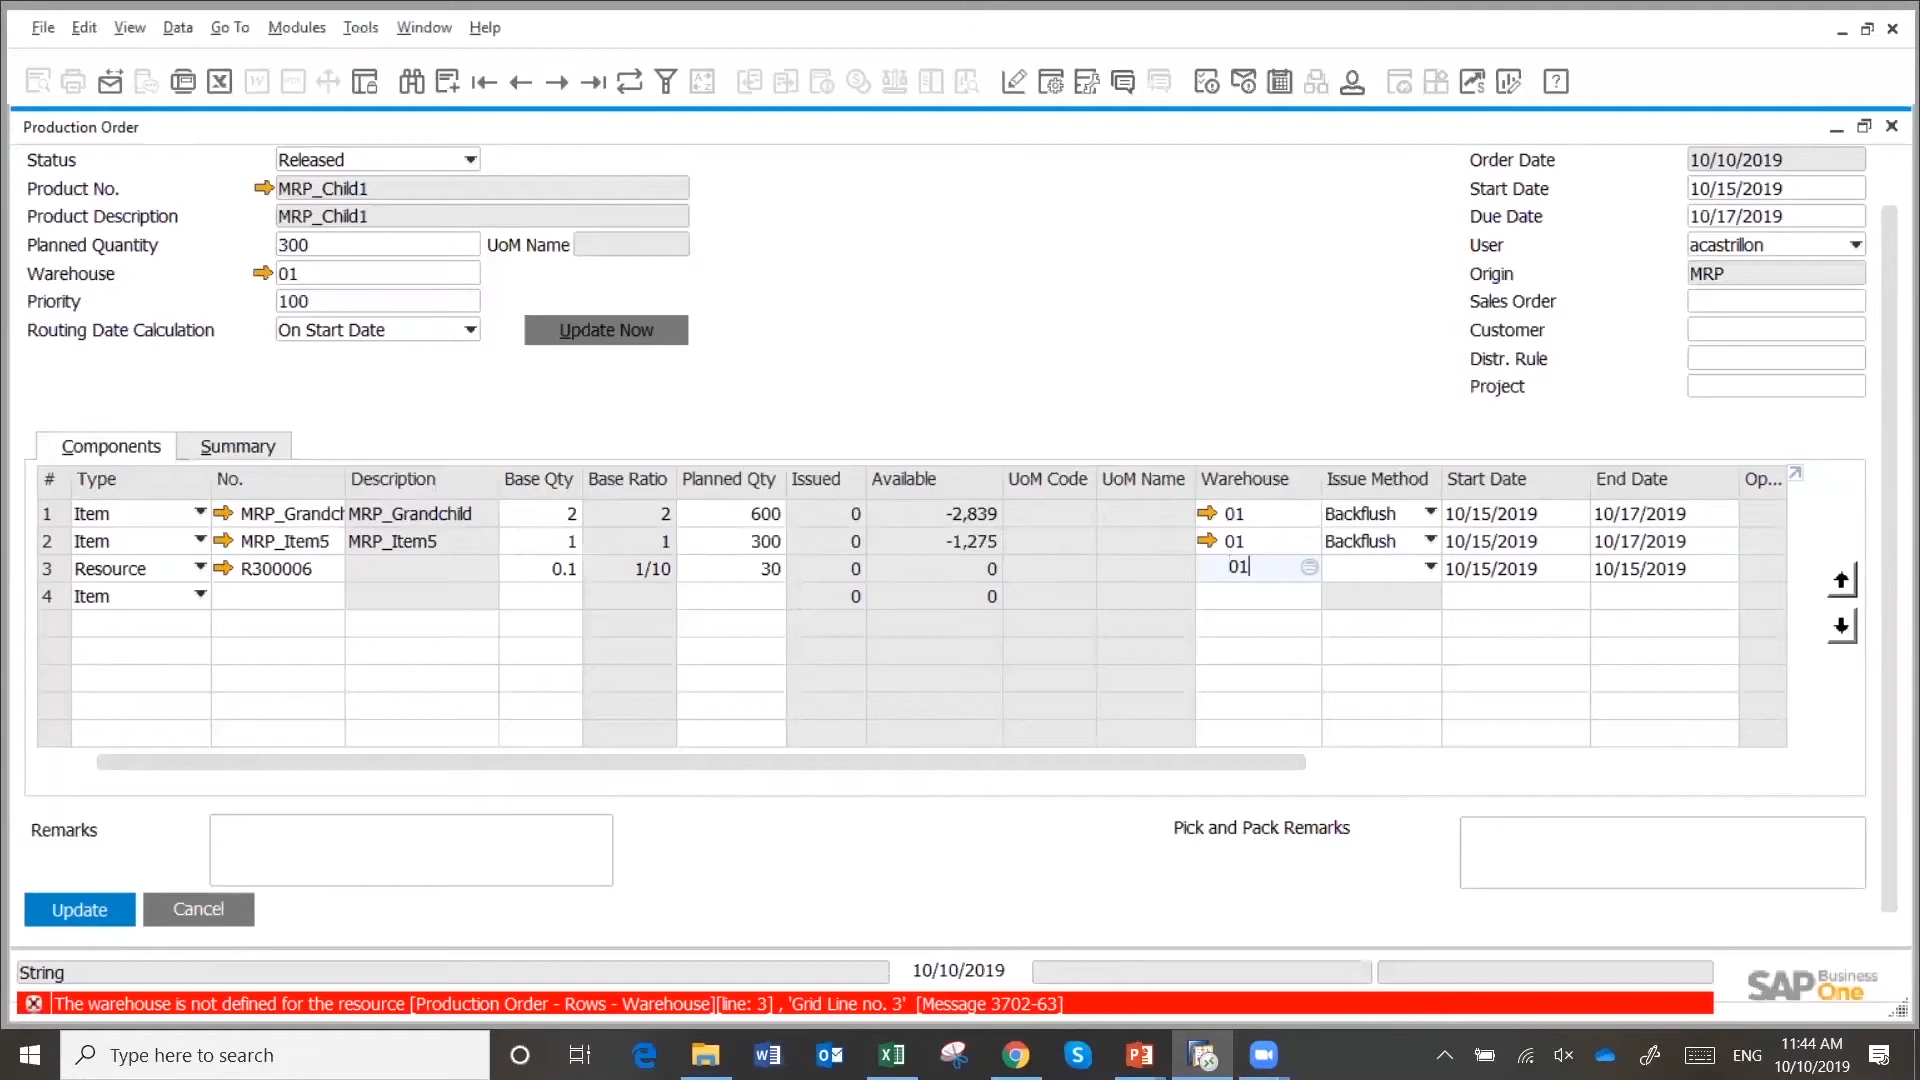 File Edit View Data Go To Modules Tools Window Help
Production Order
Status Released
Product No. MRP_Child1
Product Description MRP_Child1
Planned Quantity 300 UoM Name
Warehouse 01
Priority 100
Routing Date Calculation On Start Date Update Now
Order Date 10/10/2019
Start Date 10/15/2019
Due Date 10/17/2019
User acastrillon
Origin MRP
Sales Order
Customer
Distr. Rule
Project
Components Summary
# Type No. Description Base Qty Base Ratio Planned Qty Issued Available UoM Code UoM Name Warehouse Issue Method Start Date End Date Op...
1 Item MRP_Grandch MRP_Grandchild 2 2 600 0 -2,839 01 Backflush 10/15/2019 10/17/2019
2 Item MRP_Item5 MRP_Item5 1 1 300 0 -1,275 01 Backflush 10/15/2019 10/17/2019
3 Resource R300006 0.1 1/10 30 0 0 01 10/15/2019 10/15/2019
4 Item 0 0
Remarks
Pick and Pack Remarks
Update Cancel
String 10/10/2019
SAP Business One
The warehouse is not defined for the resource [Production Order - Rows - Warehouse][line: 3] , 'Grid Line no. 3' [Message 3702-63]
Type here to search
ENG 11:44 AM
10/10/2019